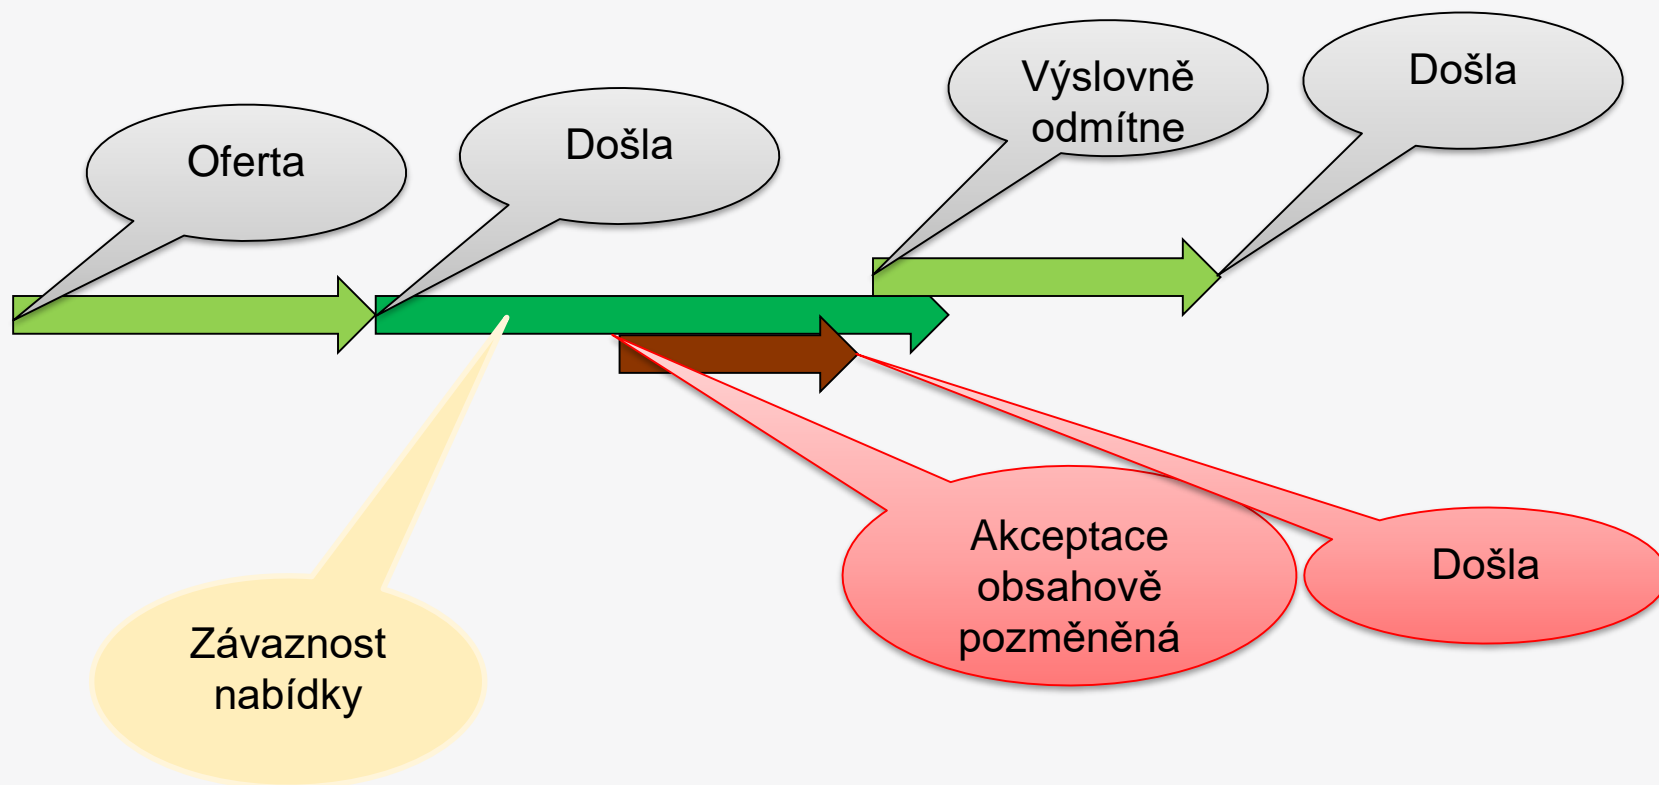 Oferta
Došla
Výslovně
odmítne
Došla
Závaznost
nabídky
Akceptace
obsahově
pozměněná
Došla